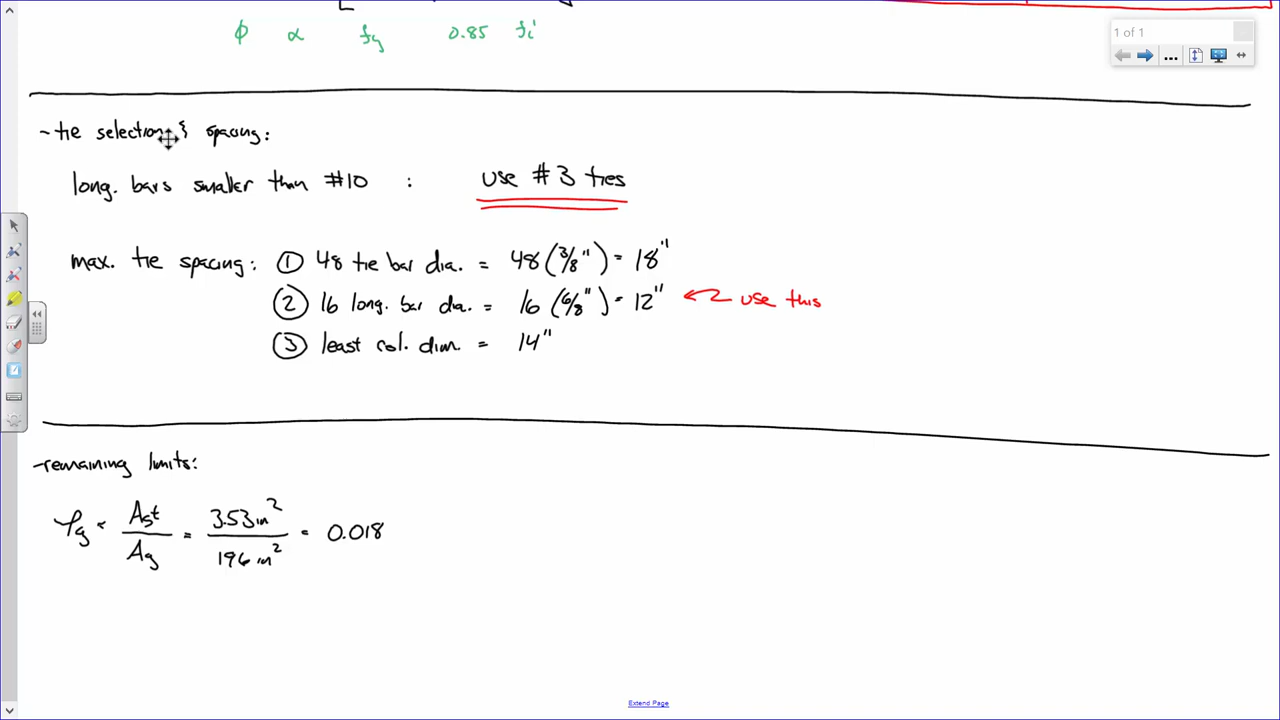 φ α fy 0.85 fc'
1 of 1
- tie selection & spacing:
long. bars smaller than #10 : use #3 ties
max. tie spacing: ① 48 tie bar dia. = 48 (3/8") = 18"
② 16 long. bar dia. = 16 (6/8") = 12" use this
③ least col. dim. = 14"
- remaining limits:
ρg = Ast / Ag = 3.53 in² / 196 in² = 0.018
Extend Page